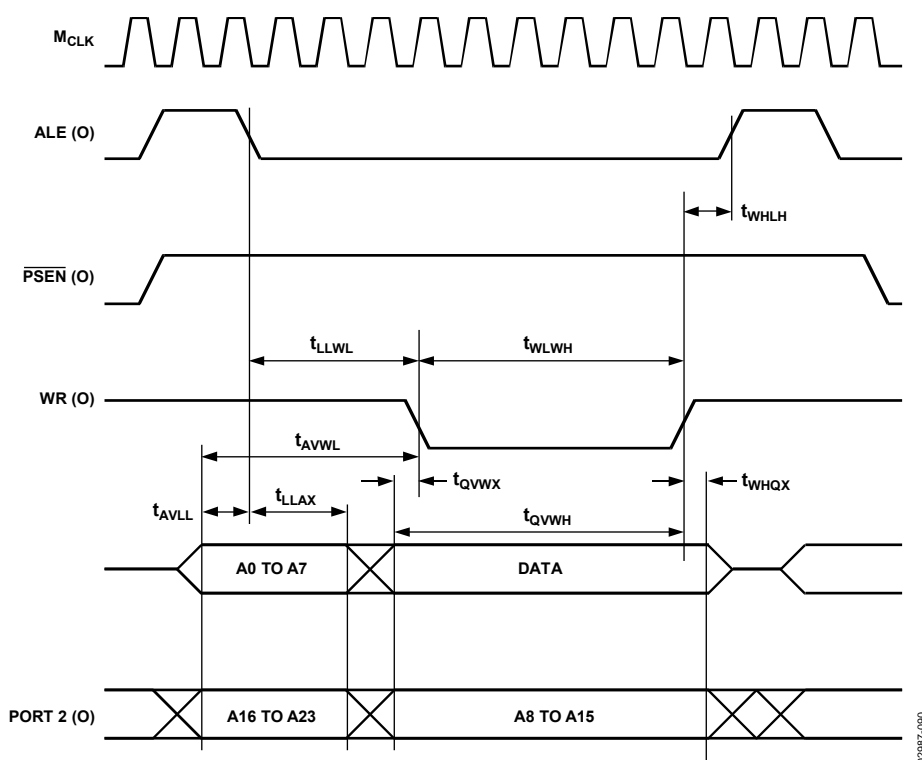 MCLK
ALE (O)
tWHLH
PSEN (O)
tLLWL
tWLWH
WR (O)
tAVWL
tQVWX
tWHQX
tAVLL
tLLAX
tQVWH
A0 TO A7
DATA
PORT 2 (O)
A16 TO A23
A8 TO A15